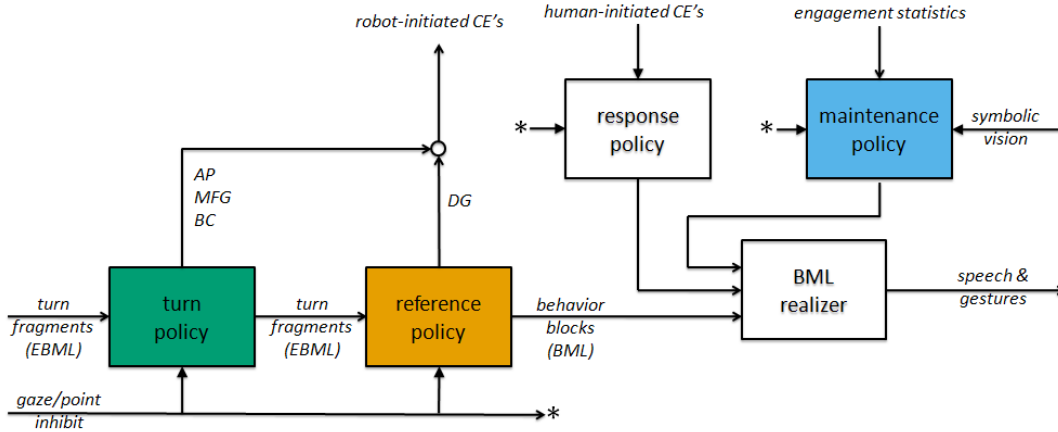 robot-initiated CE's
human-initiated CE's
engagement statistics
*
response
policy
*
maintenance
policy
symbolic
vision
AP
MFG
BC
DG
turn
fragments
(EBML)
turn
policy
turn
fragments
(EBML)
reference
policy
behavior
blocks
(BML)
BML
realizer
speech &
gestures
gaze/point
inhibit
*